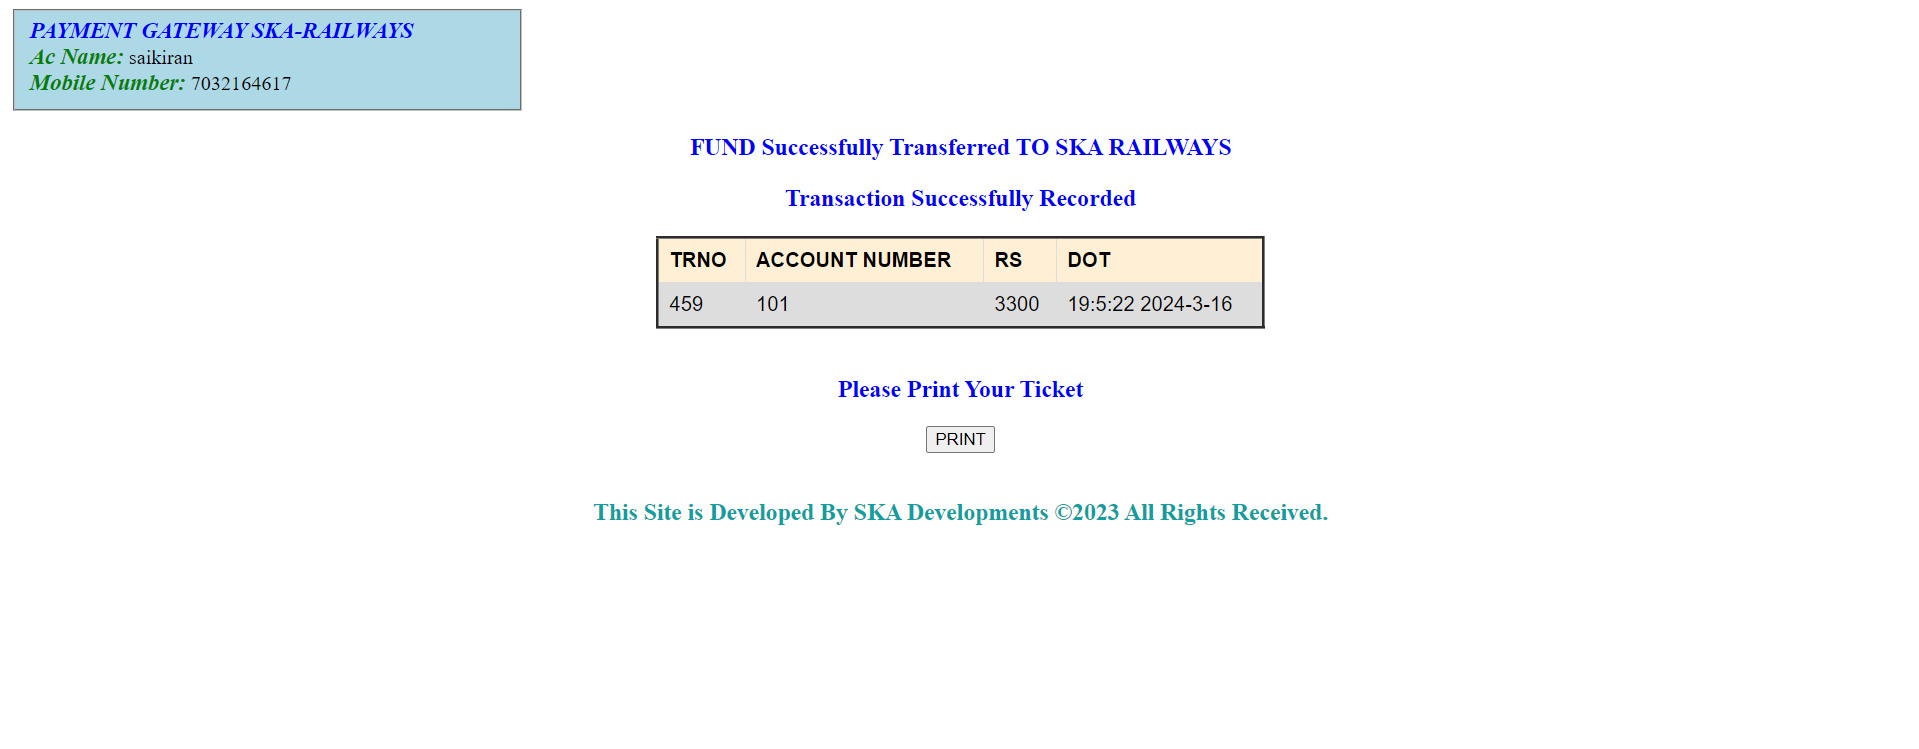 PAYMENT GATEWAY SKA-RAILWAYS
Ac Name: saikiran
Mobile Number: 7032164617
FUND Successfully Transferred TO SKA RAILWAYS
Transaction Successfully Recorded
TRNO ACCOUNT NUMBER RS DOT
459 101 3300 19:5:22 2024-3-16
Please Print Your Ticket
PRINT
This Site is Developed By SKA Developments ©2023 All Rights Received.